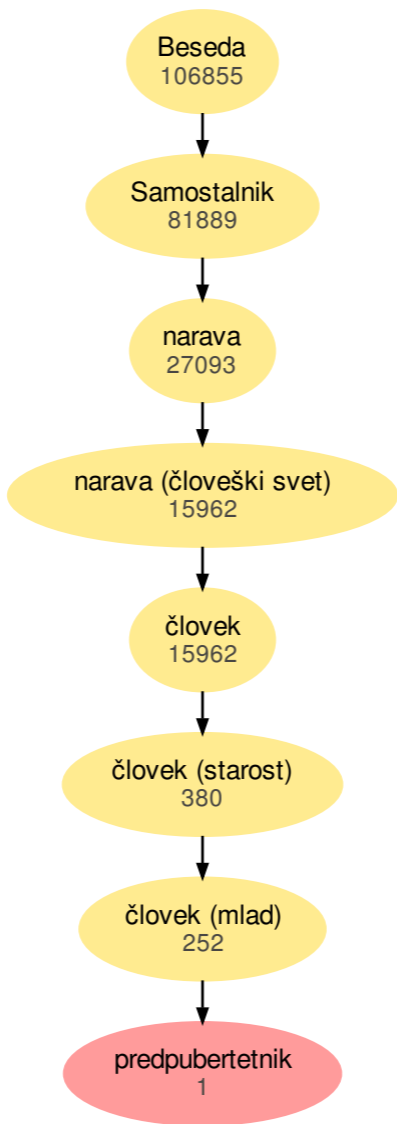 Beseda
106855
Samostalnik
81889
narava
27093
narava (človeški svet)
15962
človek
15962
človek (starost)
380
človek (mlad)
252
predpubertetnik
1